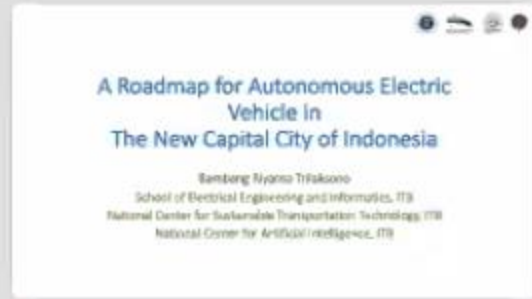 A Roadmap for Autonomous Electric
Vehicle in
The New Capital City of Indonesia
Bambang Riyanto Trilaksono
School of Electrical Engineering and Informatics, ITB
National Center for Sustainable Transportation Technology, ITB
National Center for Artificial Intelligence, ITB